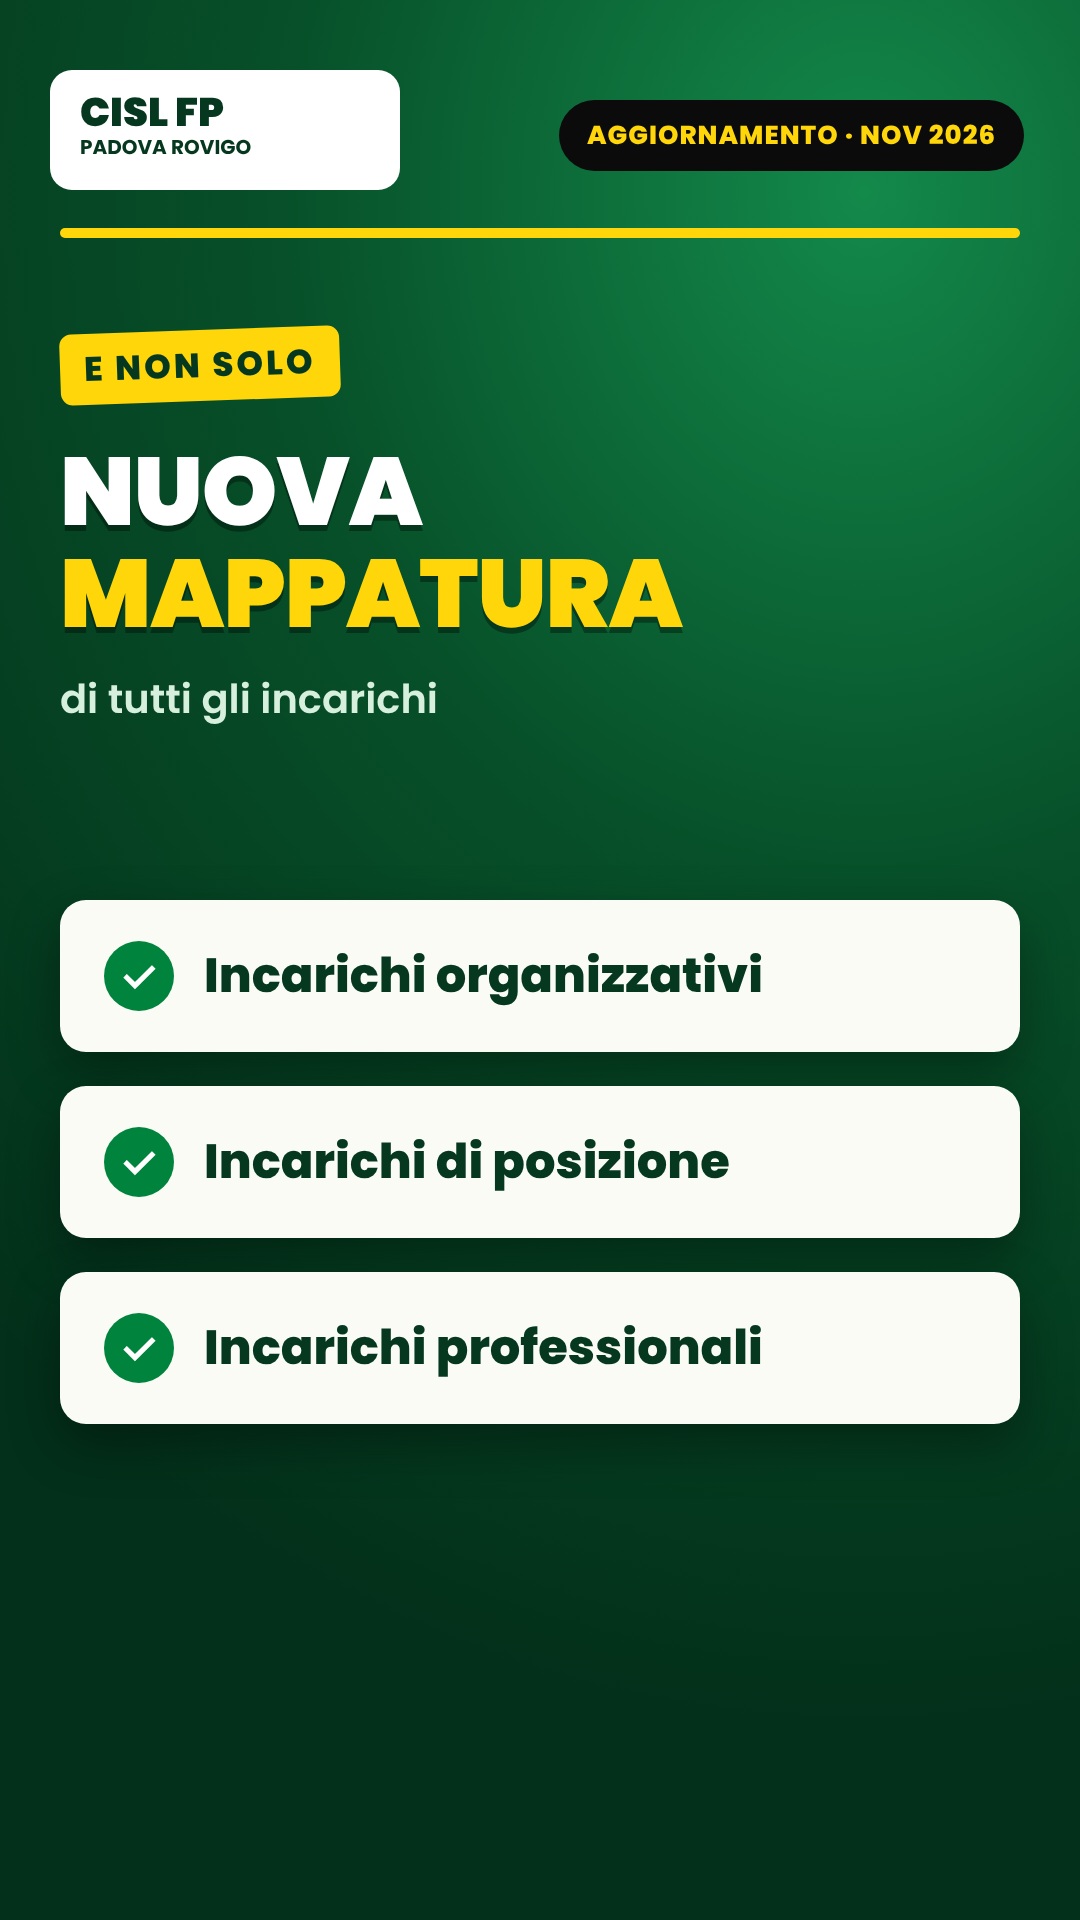 CISL FP
PADOVA ROVIGO
AGGIORNAMENTO · NOV 2026
E NON SOLO
NUOVA
MAPPATURA
di tutti gli incarichi
Incarichi organizzativi
Incarichi di posizione
Incarichi professionali